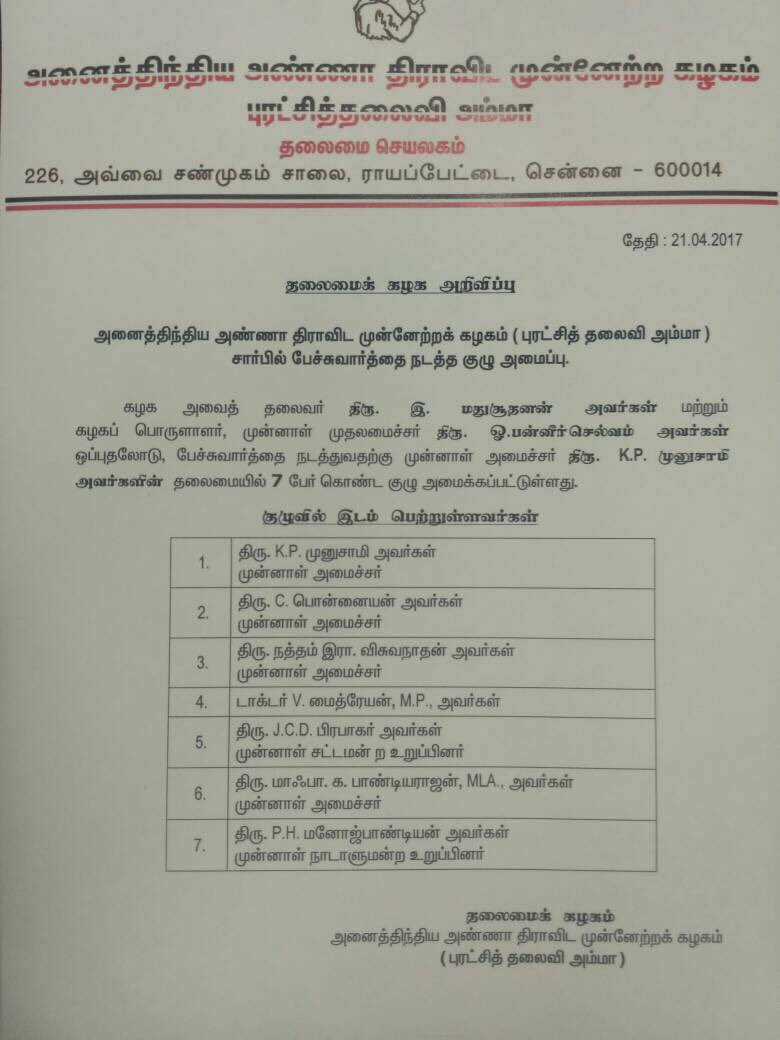 அனைத்திந்திய அண்ணா திராவிட முன்னேற்ற கழகம்
புரட்சித்தலைவி அம்மா
தலைமை செயலகம்
226, அவ்வை சண்முகம் சாலை, ராயப்பேட்டை, சென்னை - 600014
தேதி : 21.04.2017
தலைமைக் கழக அறிவிப்பு
அனைத்திந்திய அண்ணா திராவிட முன்னேற்றக் கழகம் ( புரட்சித் தலைவி அம்மா )
சார்பில் பேச்சுவார்த்தை நடத்த குழு அமைப்பு.
கழக அவைத் தலைவர் திரு. இ. மதுசூதனன் அவர்கள் மற்றும்
கழகப் பொருளாளர், முன்னாள் முதலமைச்சர் திரு. ஓ.பன்னீர்செல்வம் அவர்கள்
ஒப்புதலோடு, பேச்சுவார்த்தை நடத்துவதற்கு முன்னாள் அமைச்சர் திரு. K.P. முனுசாமி
அவர்களின் தலைமையில் 7 பேர் கொண்ட குழு அமைக்கப்பட்டுள்ளது.
குழுவில் இடம் பெற்றுள்ளவர்கள்
1. திரு. K.P. முனுசாமி அவர்கள்
முன்னாள் அமைச்சர்
2. திரு. C. பொன்னையன் அவர்கள்
முன்னாள் அமைச்சர்
3. திரு. நத்தம் இரா. விசுவநாதன் அவர்கள்
முன்னாள் அமைச்சர்
4. டாக்டர் V. மைத்ரேயன், M.P., அவர்கள்
5. திரு. J.C.D. பிரபாகர் அவர்கள்
முன்னாள் சட்டமன் ற உறுப்பினர்
6. திரு. மாஃபா. க. பாண்டியராஜன், MLA., அவர்கள்
முன்னாள் அமைச்சர்
7. திரு. P.H. மனோஜ்பாண்டியன் அவர்கள்
முன்னாள் நாடாளுமன்ற உறுப்பினர்
தலைமைக் கழகம்
அனைத்திந்திய அண்ணா திராவிட முன்னேற்றக் கழகம்
( புரட்சித் தலைவி அம்மா )